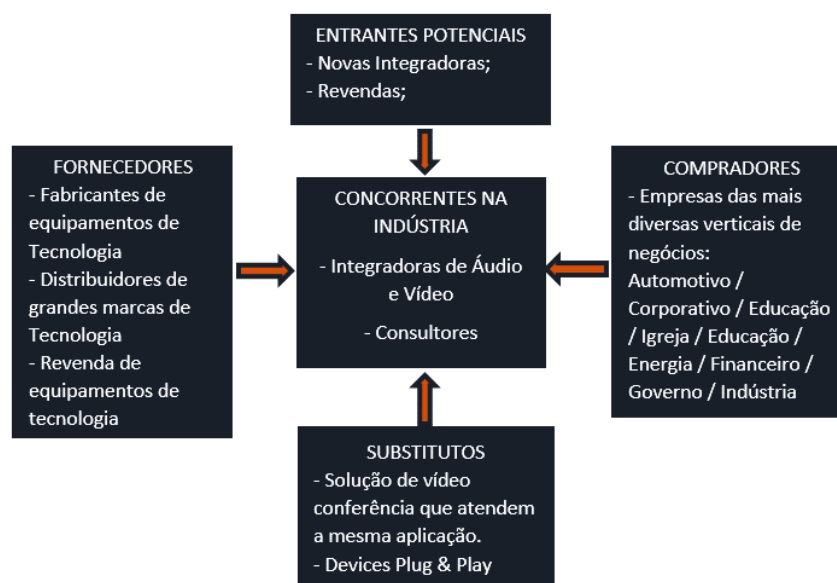 ENTRANTES POTENCIAIS
- Novas Integradoras;
- Revendas;
FORNECEDORES
- Fabricantes de
equipamentos de
Tecnologia
- Distribuidores de
grandes marcas de
Tecnologia
- Revenda de
equipamentos de
tecnologia
CONCORRENTES NA
INDÚSTRIA
- Integradoras de Áudio
e Vídeo
- Consultores
COMPRADORES
- Empresas das mais
diversas verticais de
negócios:
Automotivo /
Corporativo / Educação
/ Igreja / Educação /
Energia / Financeiro /
Governo / Indústria
SUBSTITUTOS
- Solução de vídeo
conferência que atendem
a mesma aplicação.
- Devices Plug & Play